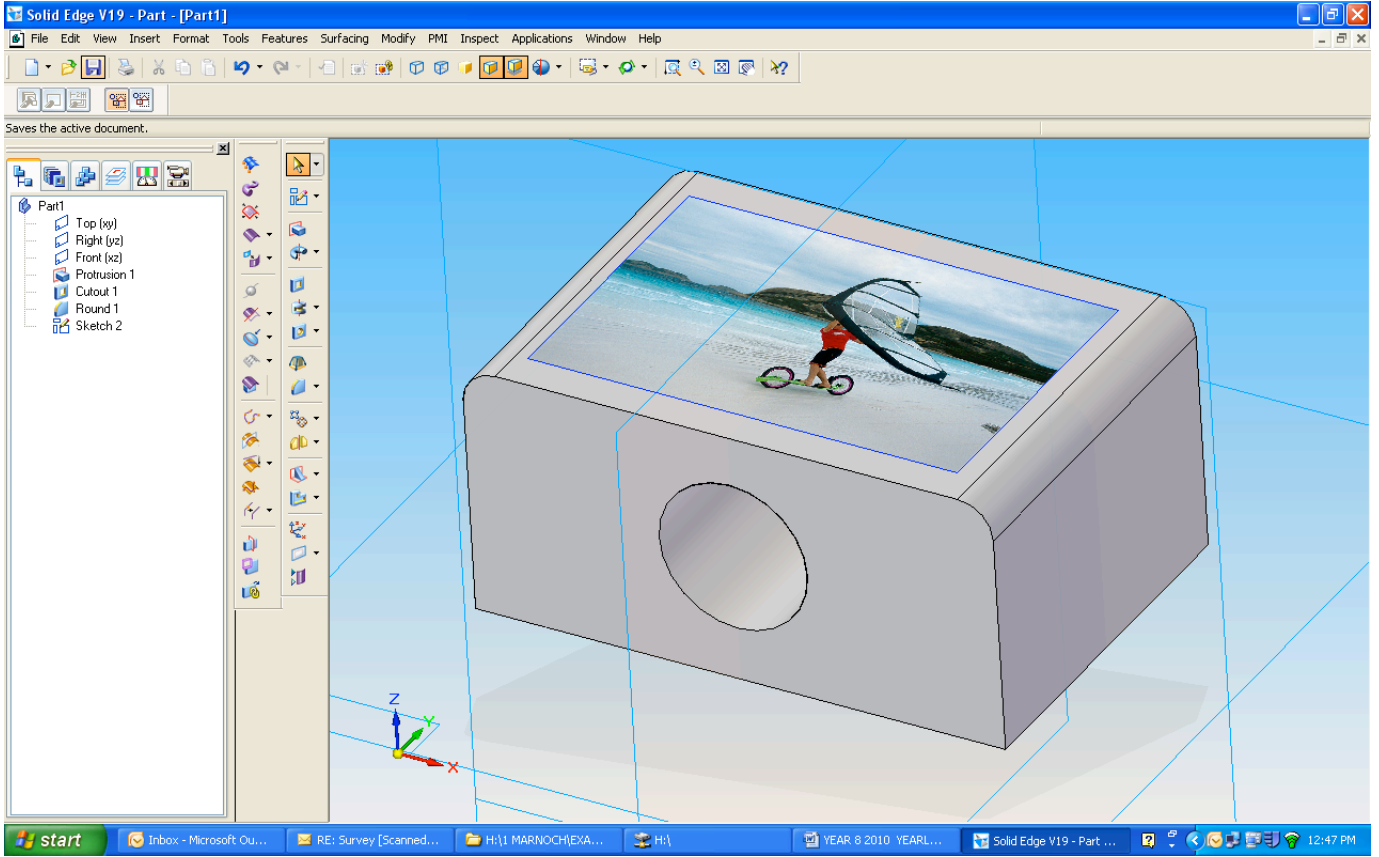 Solid Edge V19 - Part - [Part1]
File Edit View Insert Format Tools Features Surfacing Modify PMI Inspect Applications Window Help
Saves the active document.
Part1
Top (xy)
Right (yz)
Front (xz)
Protrusion 1
Cutout 1
Round 1
Sketch 2
Z
Y
X
start Inbox - Microsoft Ou... RE: Survey [Scanned... H:\1 MARNOCH\EXA... H:\ YEAR 8 2010 YEARL... Solid Edge V19 - Part ... 12:47 PM